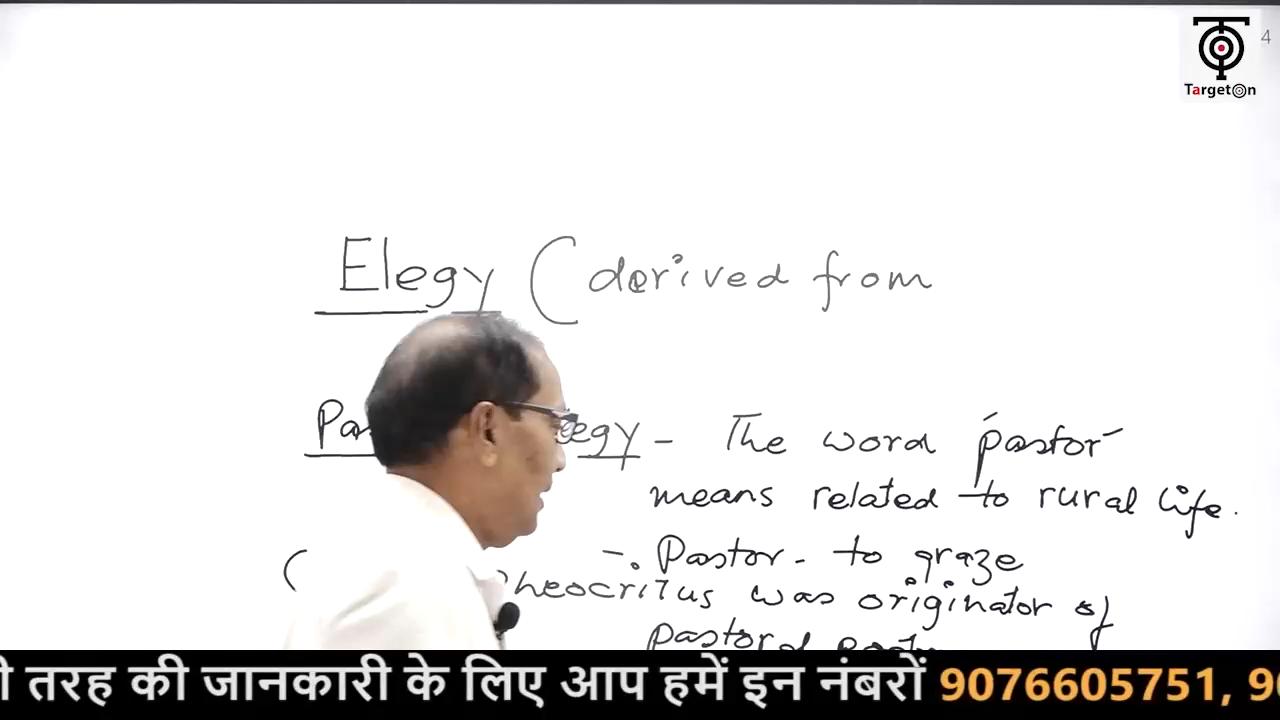 4
TargetOn
Elegy (derived from
egy - The word pastor
means related to rural life.
(
-. Pastor - to graze
heocritus was originator of
pastoral
ी तरह की जानकारी के लिए आप हमें इन नंबरों 9076605751, 9